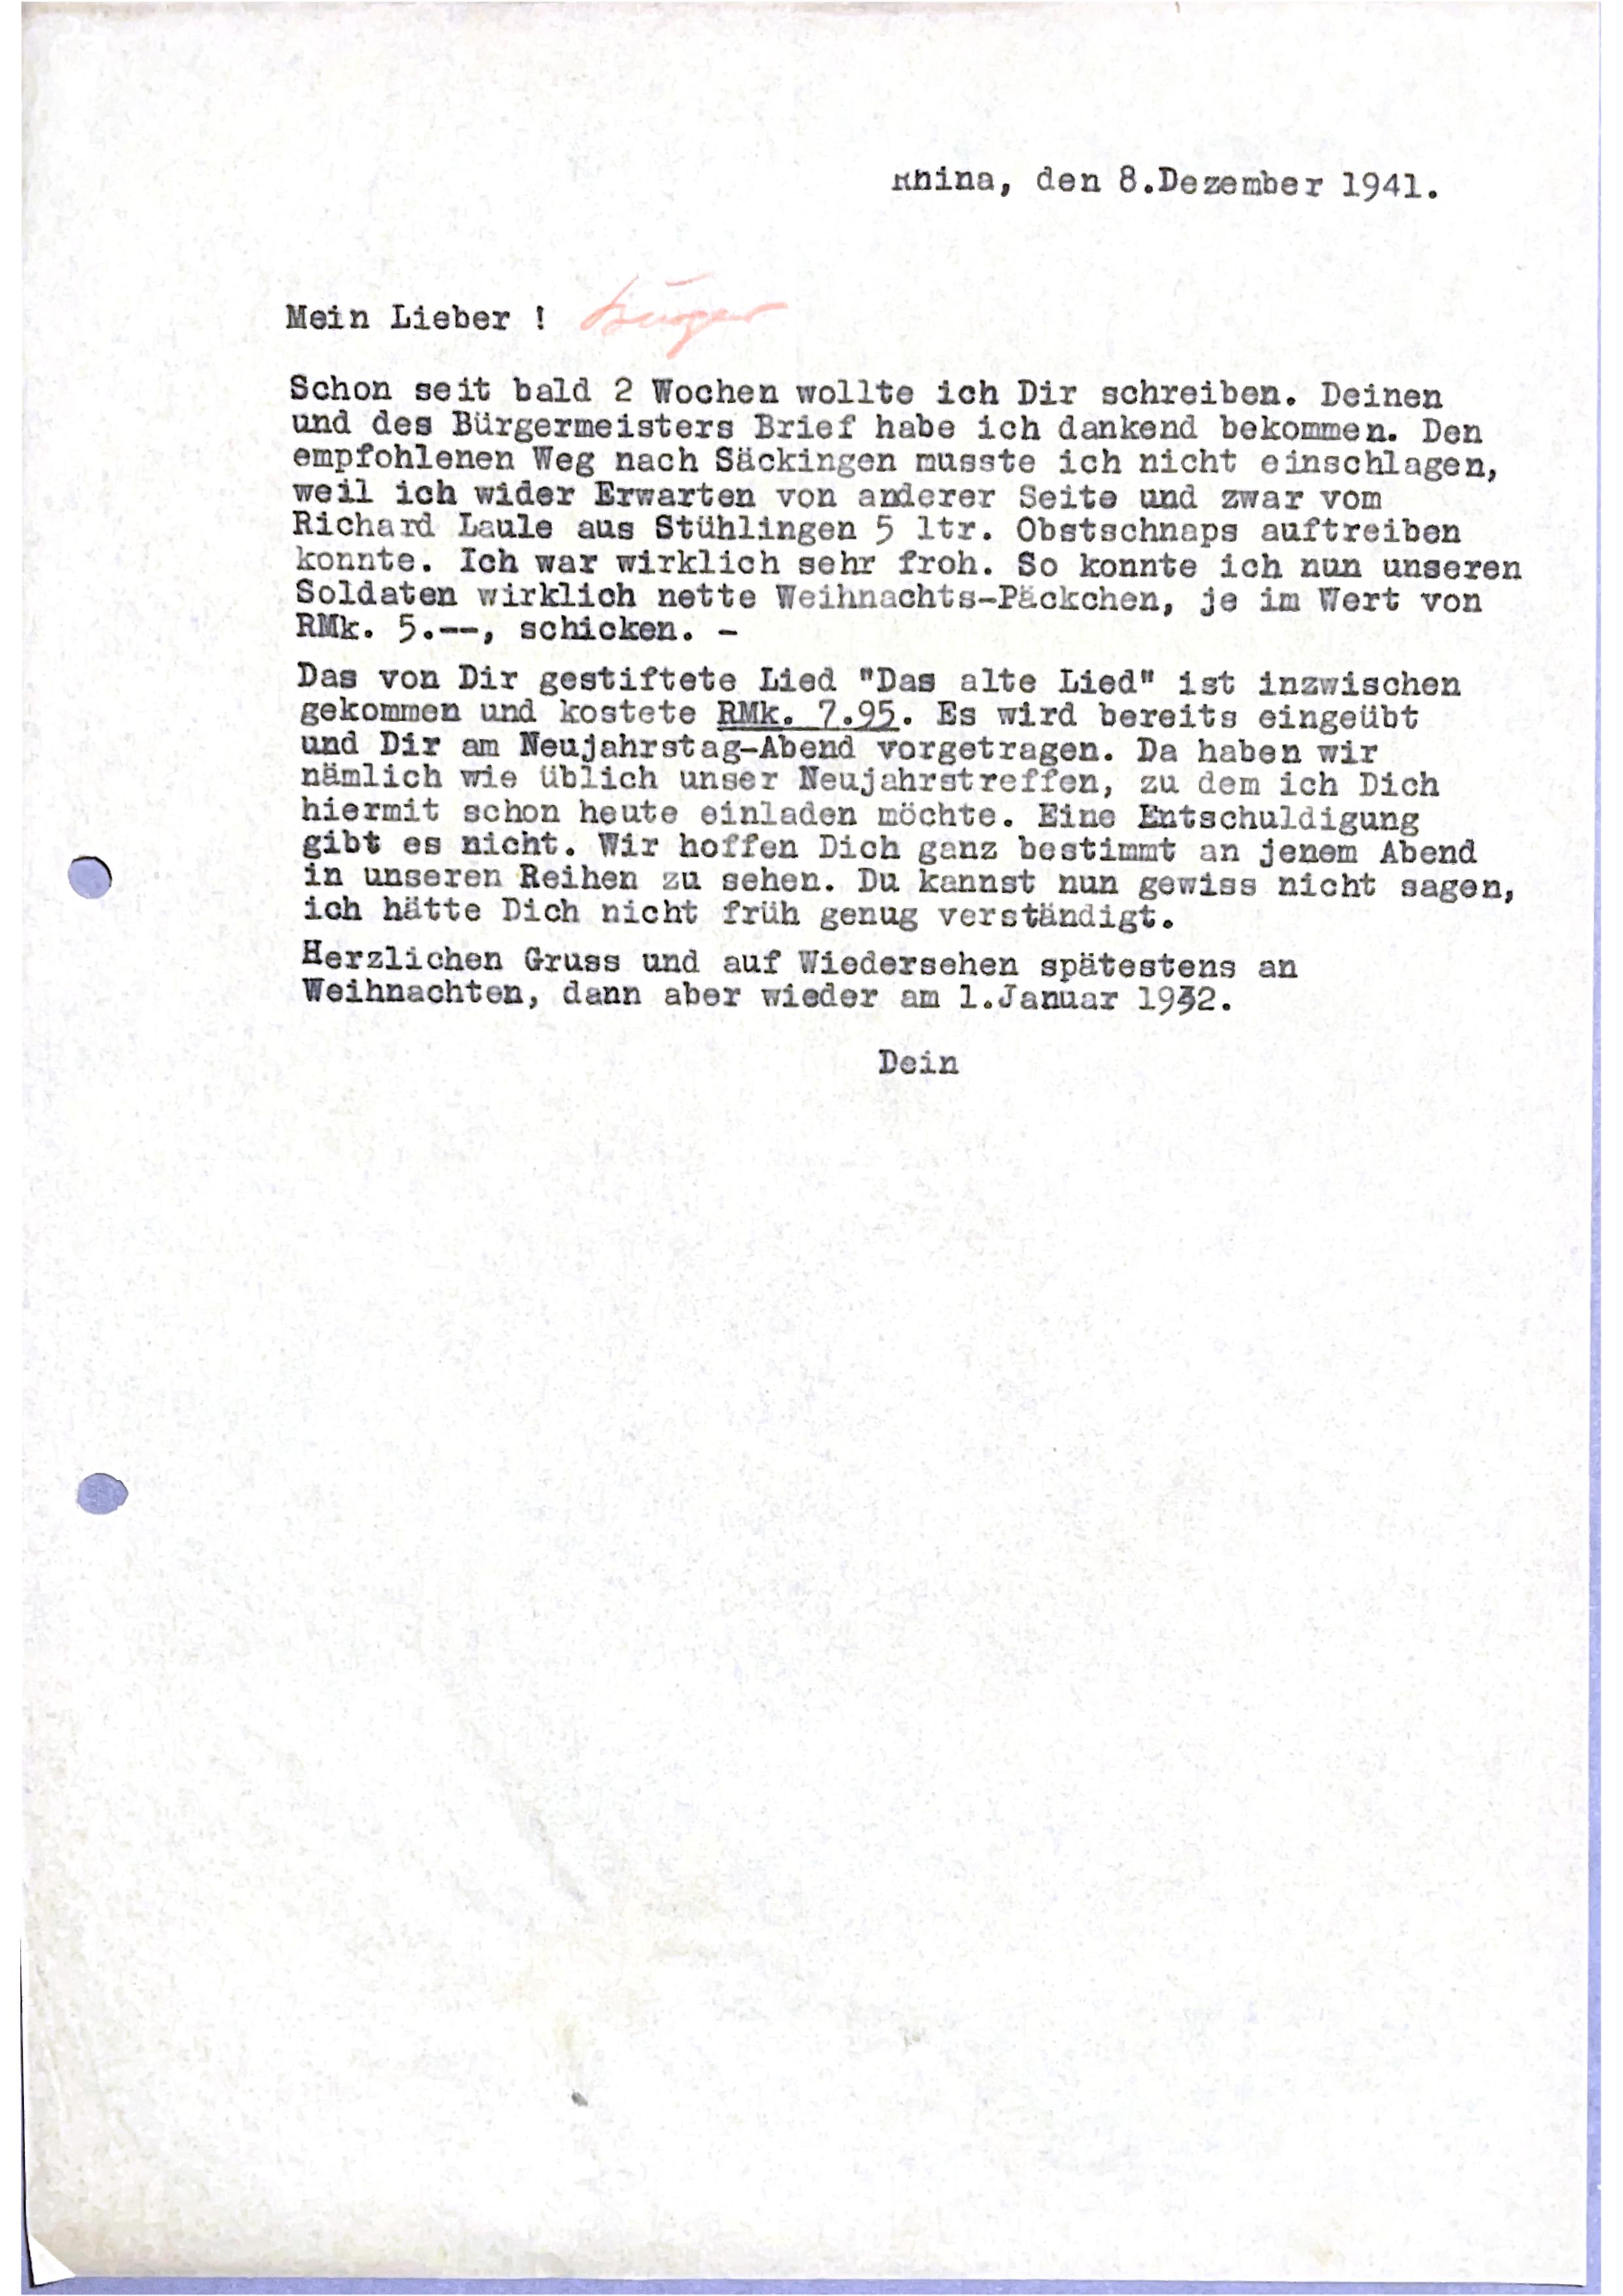 Rhina, den 8.Dezember 1941.
Mein Lieber !
Schon seit bald 2 Wochen wollte ich Dir schreiben. Deinen
und des Bürgermeisters Brief habe ich dankend bekommen. Den
empfohlenen Weg nach Säckingen musste ich nicht einschlagen,
weil ich wider Erwarten von anderer Seite und zwar vom
Richard Laule aus Stühlingen 5 ltr. Obstschnaps auftreiben
konnte. Ich war wirklich sehr froh. So konnte ich nun unseren
Soldaten wirklich nette Weihnachts-Päckchen, je im Wert von
RMk. 5.--, schicken. -
Das von Dir gestiftete Lied "Das alte Lied" ist inzwischen
gekommen und kostete RMk. 7.95. Es wird bereits eingeübt
und Dir am Neujahrstag-Abend vorgetragen. Da haben wir
nämlich wie üblich unser Neujahrstreffen, zu dem ich Dich
hiermit schon heute einladen möchte. Eine Entschuldigung
gibt es nicht. Wir hoffen Dich ganz bestimmt an jenem Abend
in unseren Reihen zu sehen. Du kannst nun gewiss nicht sagen,
ich hätte Dich nicht früh genug verständigt.
Herzlichen Gruss und auf Wiedersehen spätestens an
Weihnachten, dann aber wieder am 1.Januar
Dein